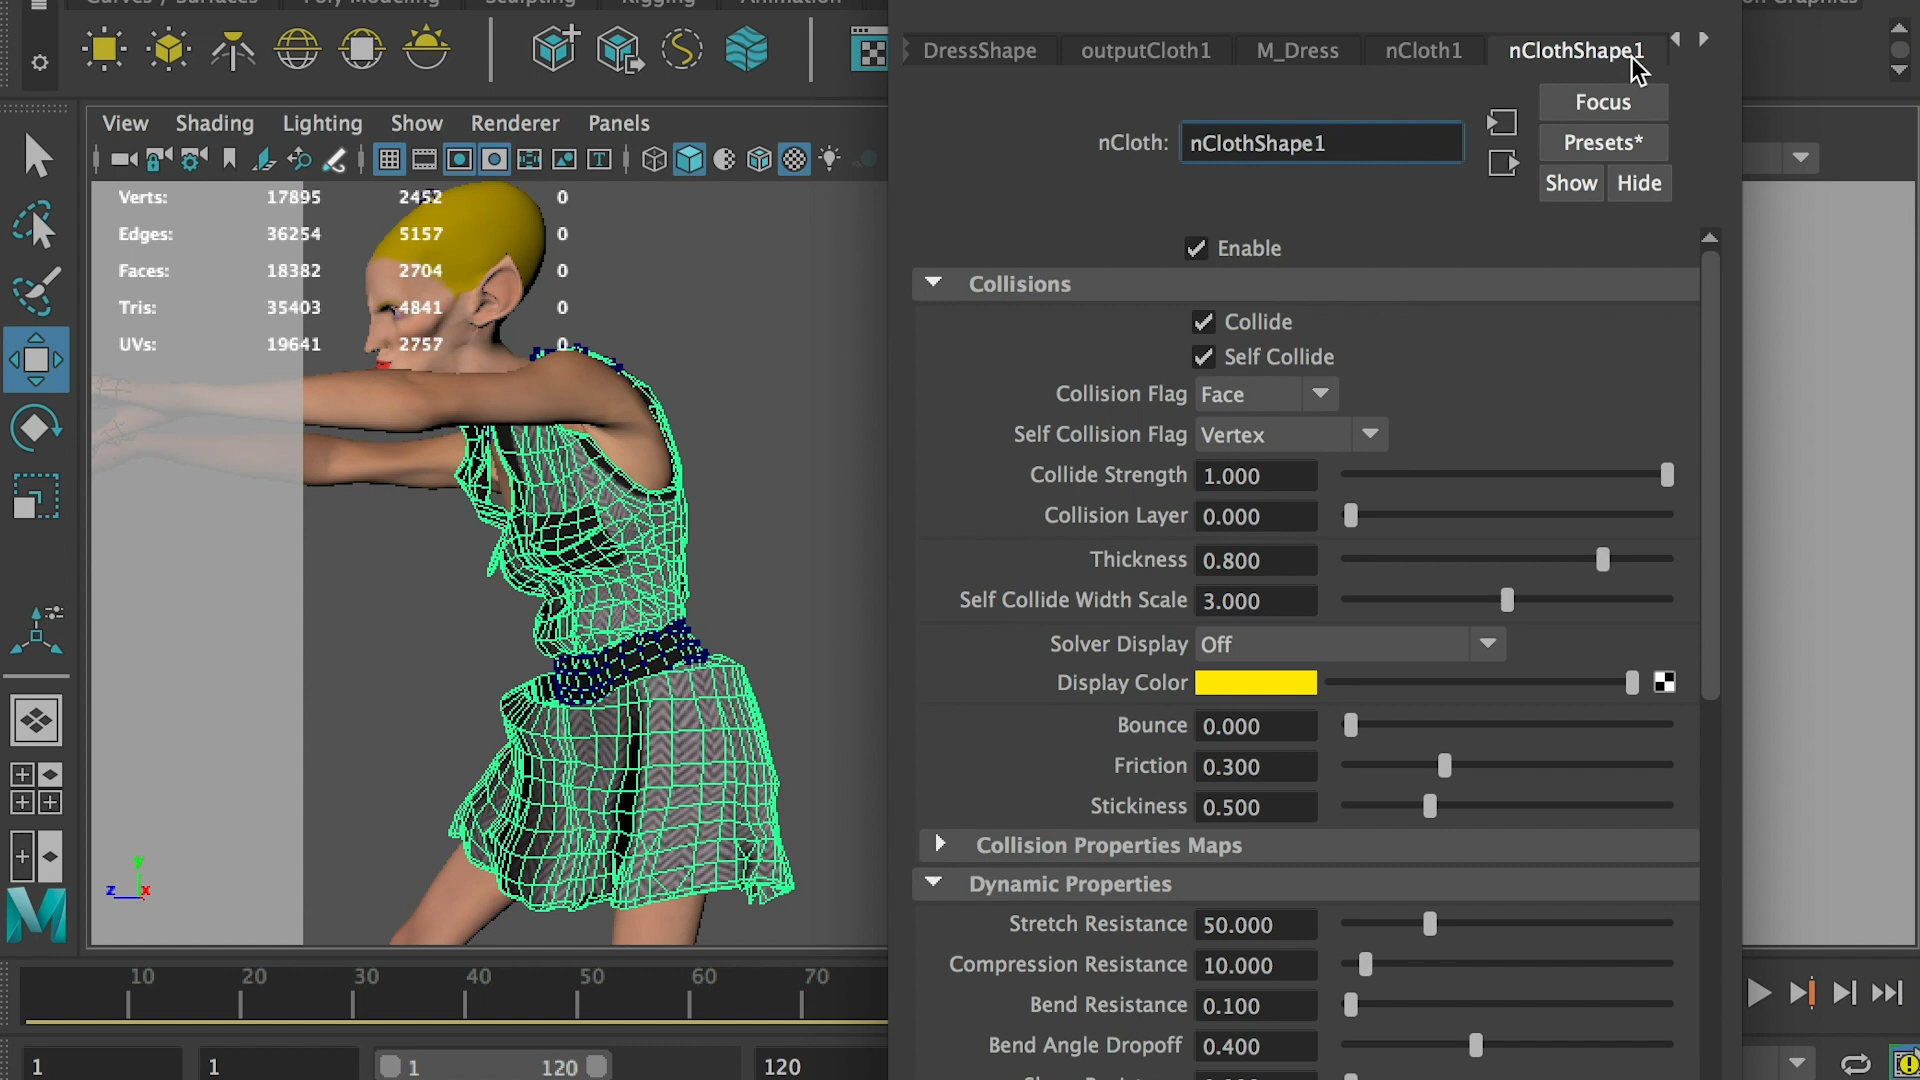 DressShape outputCloth1 M_Dress nCloth1 nClothShape1
View Shading Lighting Show Renderer Panels
nCloth: nClothShape1
Focus
Presets*
Show Hide
Verts: 17895 2452 0
Edges: 36254 5157 0
Faces: 18382 2704 0
Tris: 35403 4841 0
UVs: 19641 2757 0
Enable
Collisions
Collide
Self Collide
Collision Flag Face
Self Collision Flag Vertex
Collide Strength 1.000
Collision Layer 0.000
Thickness 0.800
Self Collide Width Scale 3.000
Solver Display Off
Display Color
Bounce 0.000
Friction 0.300
Stickiness 0.500
Collision Properties Maps
Dynamic Properties
Stretch Resistance 50.000
Compression Resistance 10.000
Bend Resistance 0.100
Bend Angle Dropoff 0.400
y
z x
M
10 20 30 40 50 60 70
1 1 1 120 120